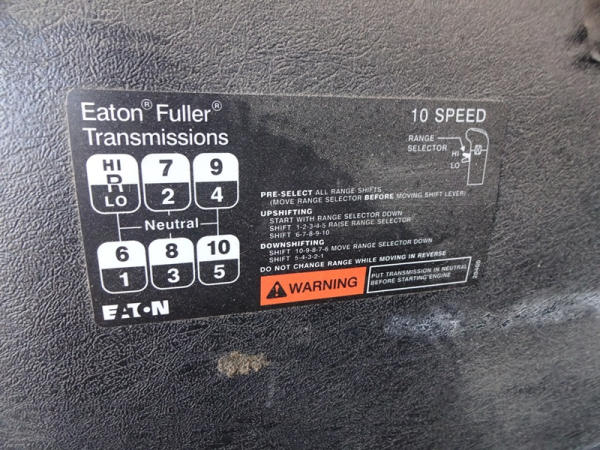 Eaton® Fuller®
Transmissions
10 SPEED
RANGE
SELECTOR
HI
LO
HI 7 9
R
LO 2 4
Neutral
6 8 10
1 3 5
PRE-SELECT ALL RANGE SHIFTS
(MOVE RANGE SELECTOR BEFORE MOVING SHIFT LEVER)
UPSHIFTING
START WITH RANGE SELECTOR DOWN
SHIFT 1-2-3-4-5 RAISE RANGE SELECTOR
SHIFT 6-7-8-9-10
DOWNSHIFTING
SHIFT 10-9-8-7-6 MOVE RANGE SELECTOR DOWN
SHIFT 5-4-3-2-1
DO NOT CHANGE RANGE WHILE MOVING IN REVERSE
WARNING
PUT TRANSMISSION IN NEUTRAL
BEFORE STARTING ENGINE
EATON